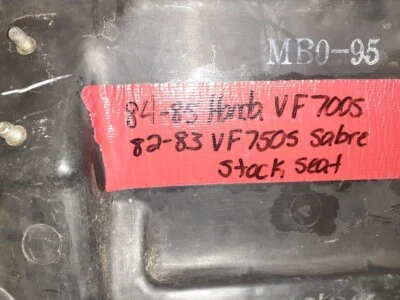 MB0-95
84-85 Honda VF700S
82-83 VF750S Sabre
Stock, Seat